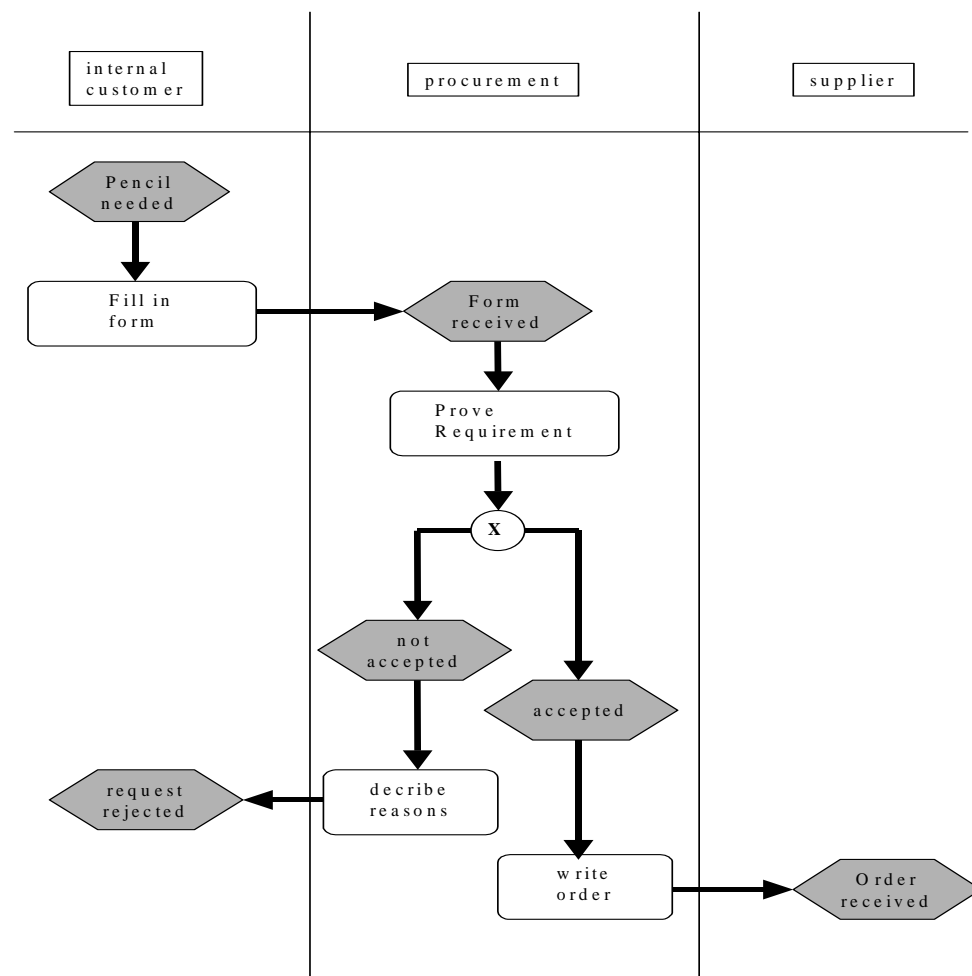 internal
customer
procurement
supplier
Pencil
needed
Fill in
form
Form
received
Prove
Requirement
X
not
accepted
accepted
request
rejected
decribe
reasons
write
order
Order
received